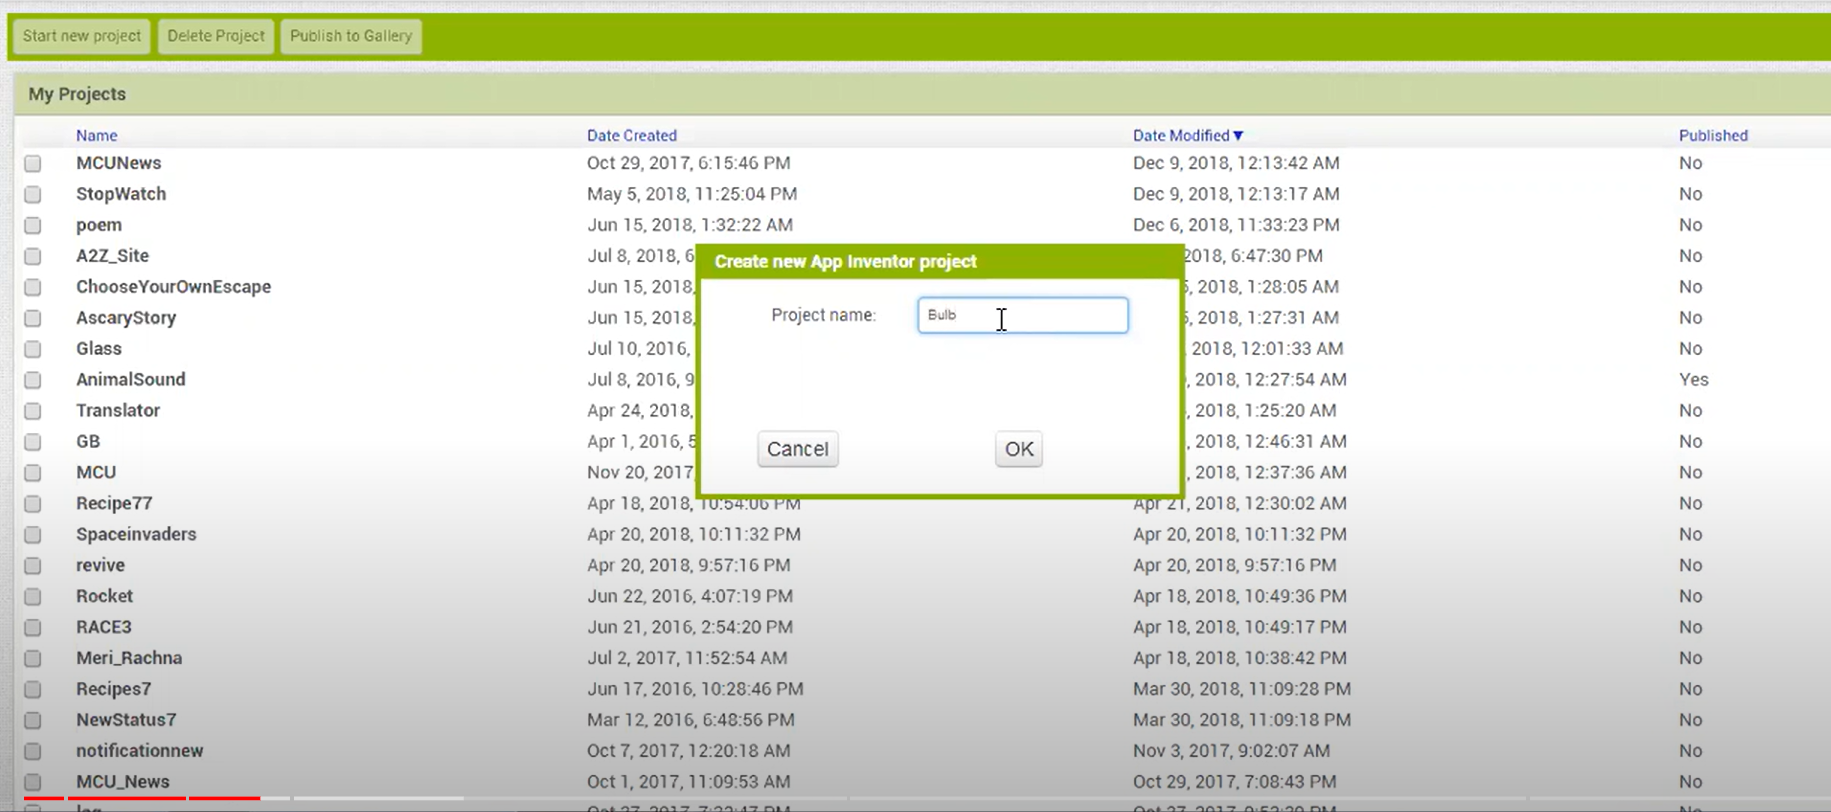 Start new project Delete Project Publish to Gallery
My Projects
Name Date Created Date Modified ▼ Published
MCUNews Oct 29, 2017, 6:15:46 PM Dec 9, 2018, 12:13:42 AM No
StopWatch May 5, 2018, 11:25:04 PM Dec 9, 2018, 12:13:17 AM No
poem Jun 15, 2018, 1:32:22 AM Dec 6, 2018, 11:33:23 PM No
A2Z_Site Jul 8, 2018, 6 2018, 6:47:30 PM No
ChooseYourOwnEscape Jun 15, 2018, 1:28:05 AM No
AscaryStory Jun 15, 2018, 1:27:31 AM No
Glass Jul 10, 2016, 2018, 12:01:33 AM No
AnimalSound Jul 8, 2016, 9 2018, 12:27:54 AM Yes
Translator Apr 24, 2018, 2018, 1:25:20 AM No
GB Apr 1, 2016, 5 2018, 12:46:31 AM No
MCU Nov 20, 2017, 2018, 12:37:36 AM No
Recipe77 Apr 18, 2018, 10:54:06 PM Apr 21, 2018, 12:30:02 AM No
Spaceinvaders Apr 20, 2018, 10:11:32 PM Apr 20, 2018, 10:11:32 PM No
revive Apr 20, 2018, 9:57:16 PM Apr 20, 2018, 9:57:16 PM No
Rocket Jun 22, 2016, 4:07:19 PM Apr 18, 2018, 10:49:36 PM No
RACE3 Jun 21, 2016, 2:54:20 PM Apr 18, 2018, 10:49:17 PM No
Meri_Rachna Jul 2, 2017, 11:52:54 AM Apr 18, 2018, 10:38:42 PM No
Recipes7 Jun 17, 2016, 10:28:46 PM Mar 30, 2018, 11:09:28 PM No
NewStatus7 Mar 12, 2016, 6:48:56 PM Mar 30, 2018, 11:09:18 PM No
notificationnew Oct 7, 2017, 12:20:18 AM Nov 3, 2017, 9:02:07 AM No
MCU_News Oct 1, 2017, 11:09:53 AM Oct 29, 2017, 7:08:43 PM No
Create new App Inventor project
Project name: Bulb
Cancel OK